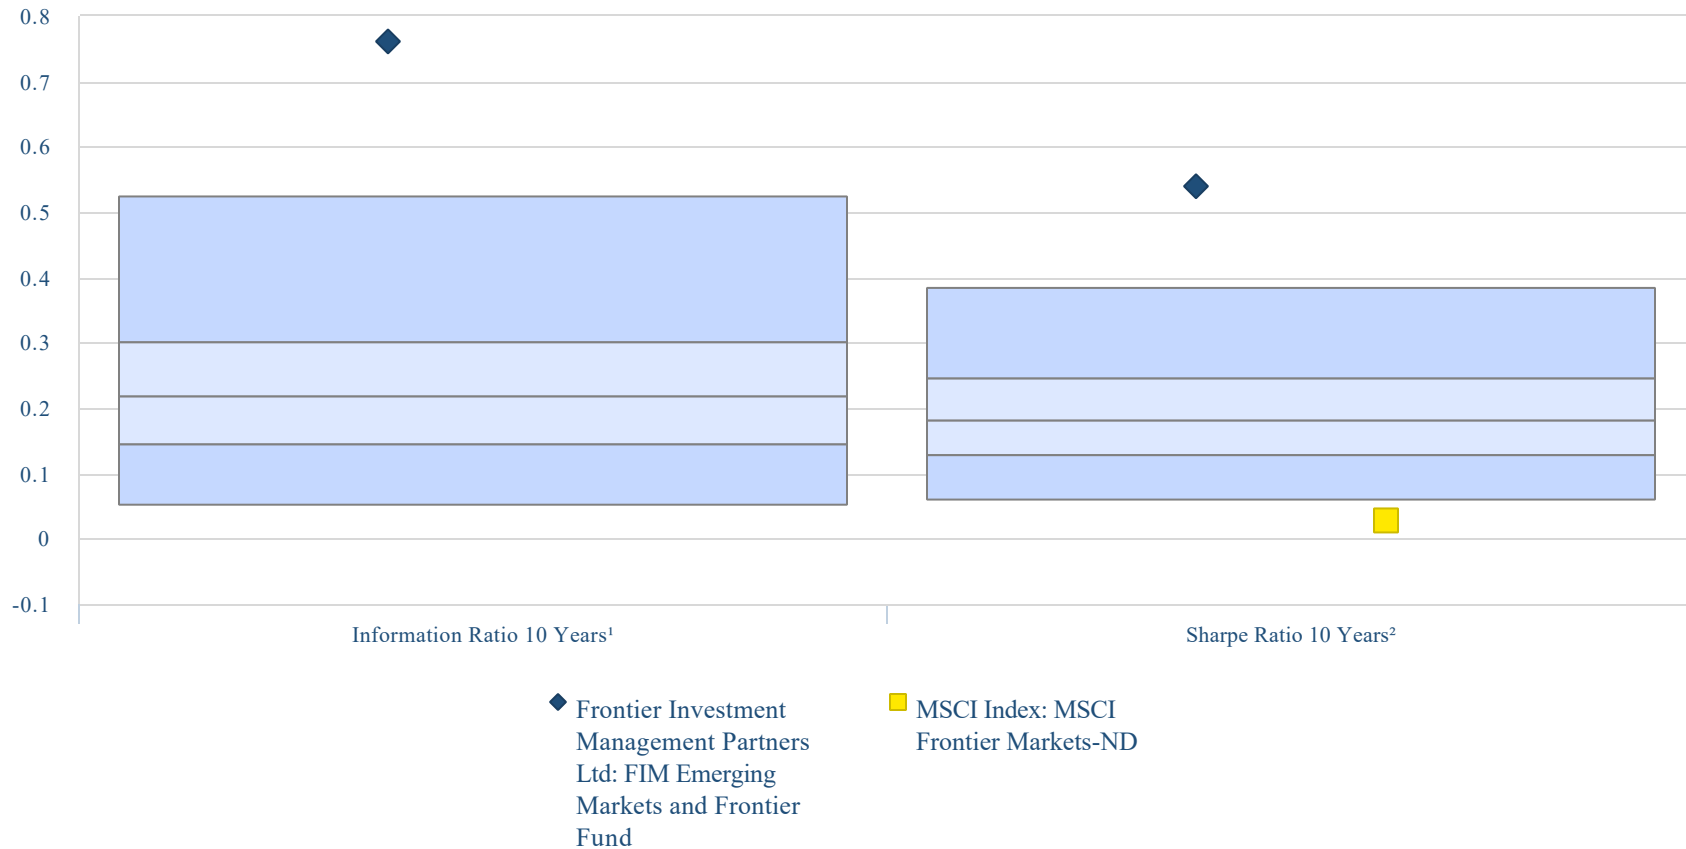 0.8
0.7
0.6
0.5
0.4
0.3
0.2
0.1
0
-0.1
Information Ratio 10 Years¹
Sharpe Ratio 10 Years²
Frontier Investment
Management Partners
Ltd: FIM Emerging
Markets and Frontier
Fund
MSCI Index: MSCI
Frontier Markets-ND